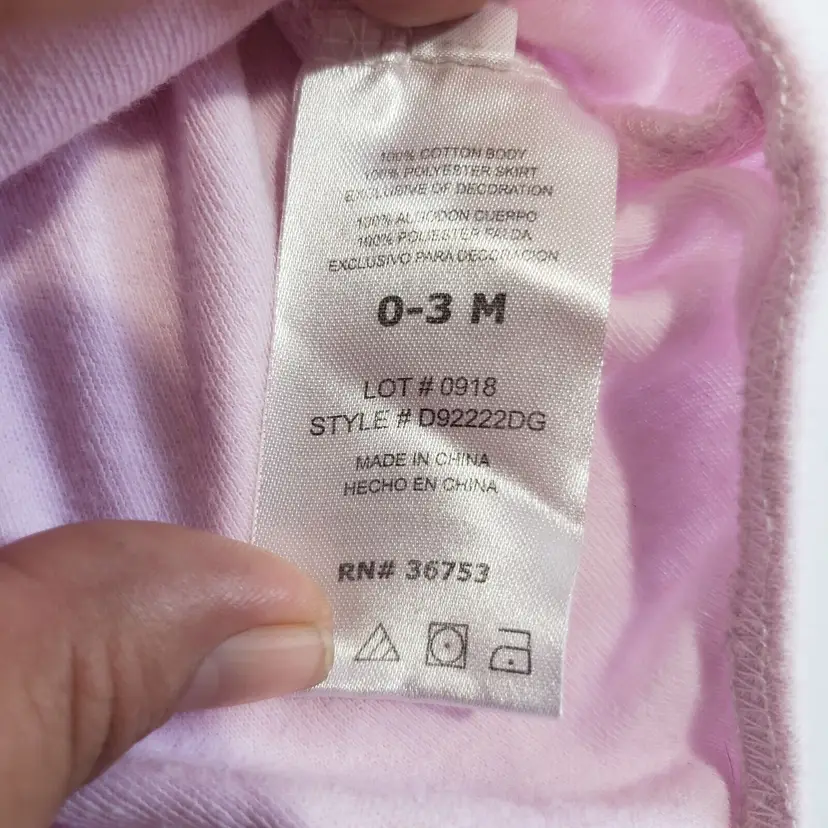 100% COTTON BODY
100% POLYESTER SKIRT
EXCLUSIVE OF DECORATION
100% ALGODON CUERPO
100% POLIESTER FALDA
EXCLUSIVO PARA DECORACION
0-3 M
LOT # 0918
STYLE # D92222DG
MADE IN CHINA
HECHO EN CHINA
RN# 36753